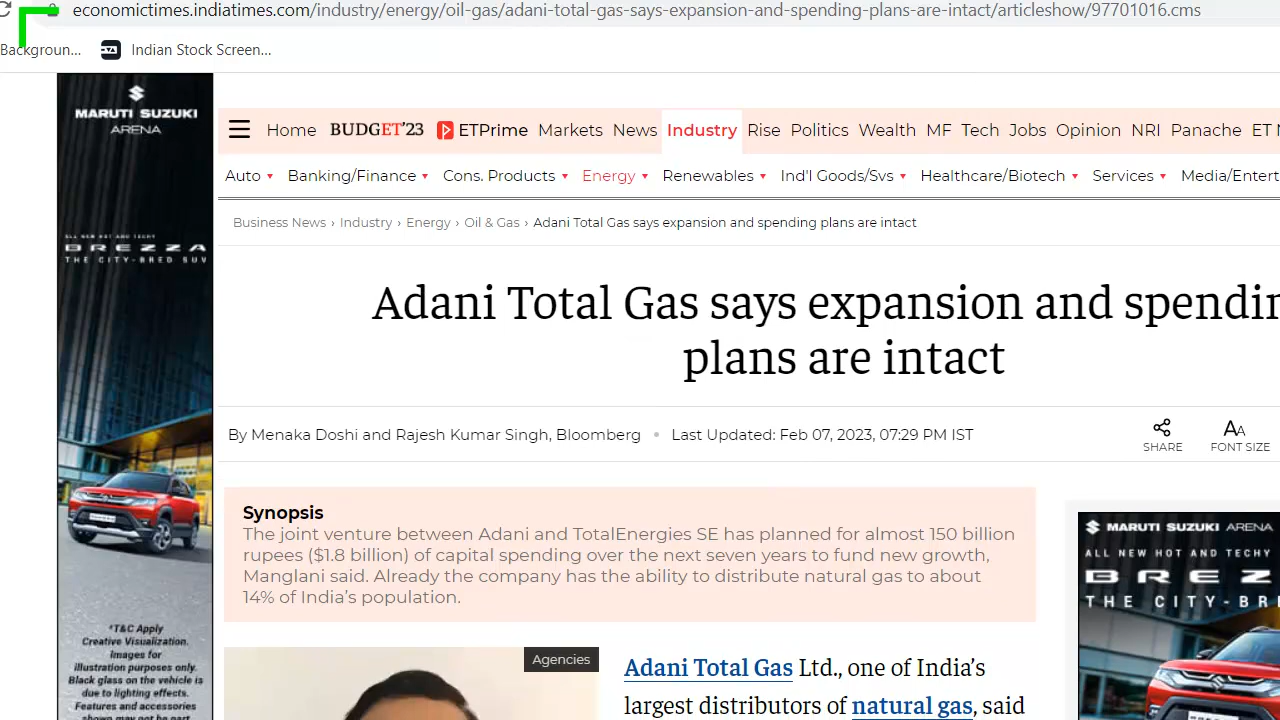 economictimes.indiatimes.com/industry/energy/oil-gas/adani-total-gas-says-expansion-and-spending-plans-are-intact/articleshow/97701016.cms
Backgroun... Indian Stock Screen...
MARUTI SUZUKI
ARENA
ALL NEW HOT AND TECHY
BREZZA
THE CITY-BRED SUV
*T&C Apply
Creative Visualization.
Images for
illustration purposes only.
Black glass on the vehicle is
due to lighting effects.
Features and accessories
shown may not be part
Home BUDGET'23 ETPrime Markets News Industry Rise Politics Wealth MF Tech Jobs Opinion NRI Panache ET
Auto Banking/Finance Cons. Products Energy Renewables Ind'l Goods/Svs Healthcare/Biotech Services Media/Entert
Business News › Industry › Energy › Oil & Gas › Adani Total Gas says expansion and spending plans are intact
Adani Total Gas says expansion and spendin
plans are intact
By Menaka Doshi and Rajesh Kumar Singh, Bloomberg • Last Updated: Feb 07, 2023, 07:29 PM IST
SHARE
AA
FONT SIZE
Synopsis
The joint venture between Adani and TotalEnergies SE has planned for almost 150 billion
rupees ($1.8 billion) of capital spending over the next seven years to fund new growth,
Manglani said. Already the company has the ability to distribute natural gas to about
14% of India's population.
Agencies
Adani Total Gas Ltd., one of India's
largest distributors of natural gas, said
MARUTI SUZUKI ARENA
ALL NEW HOT AND TECHY
BREZ
THE CITY-BR